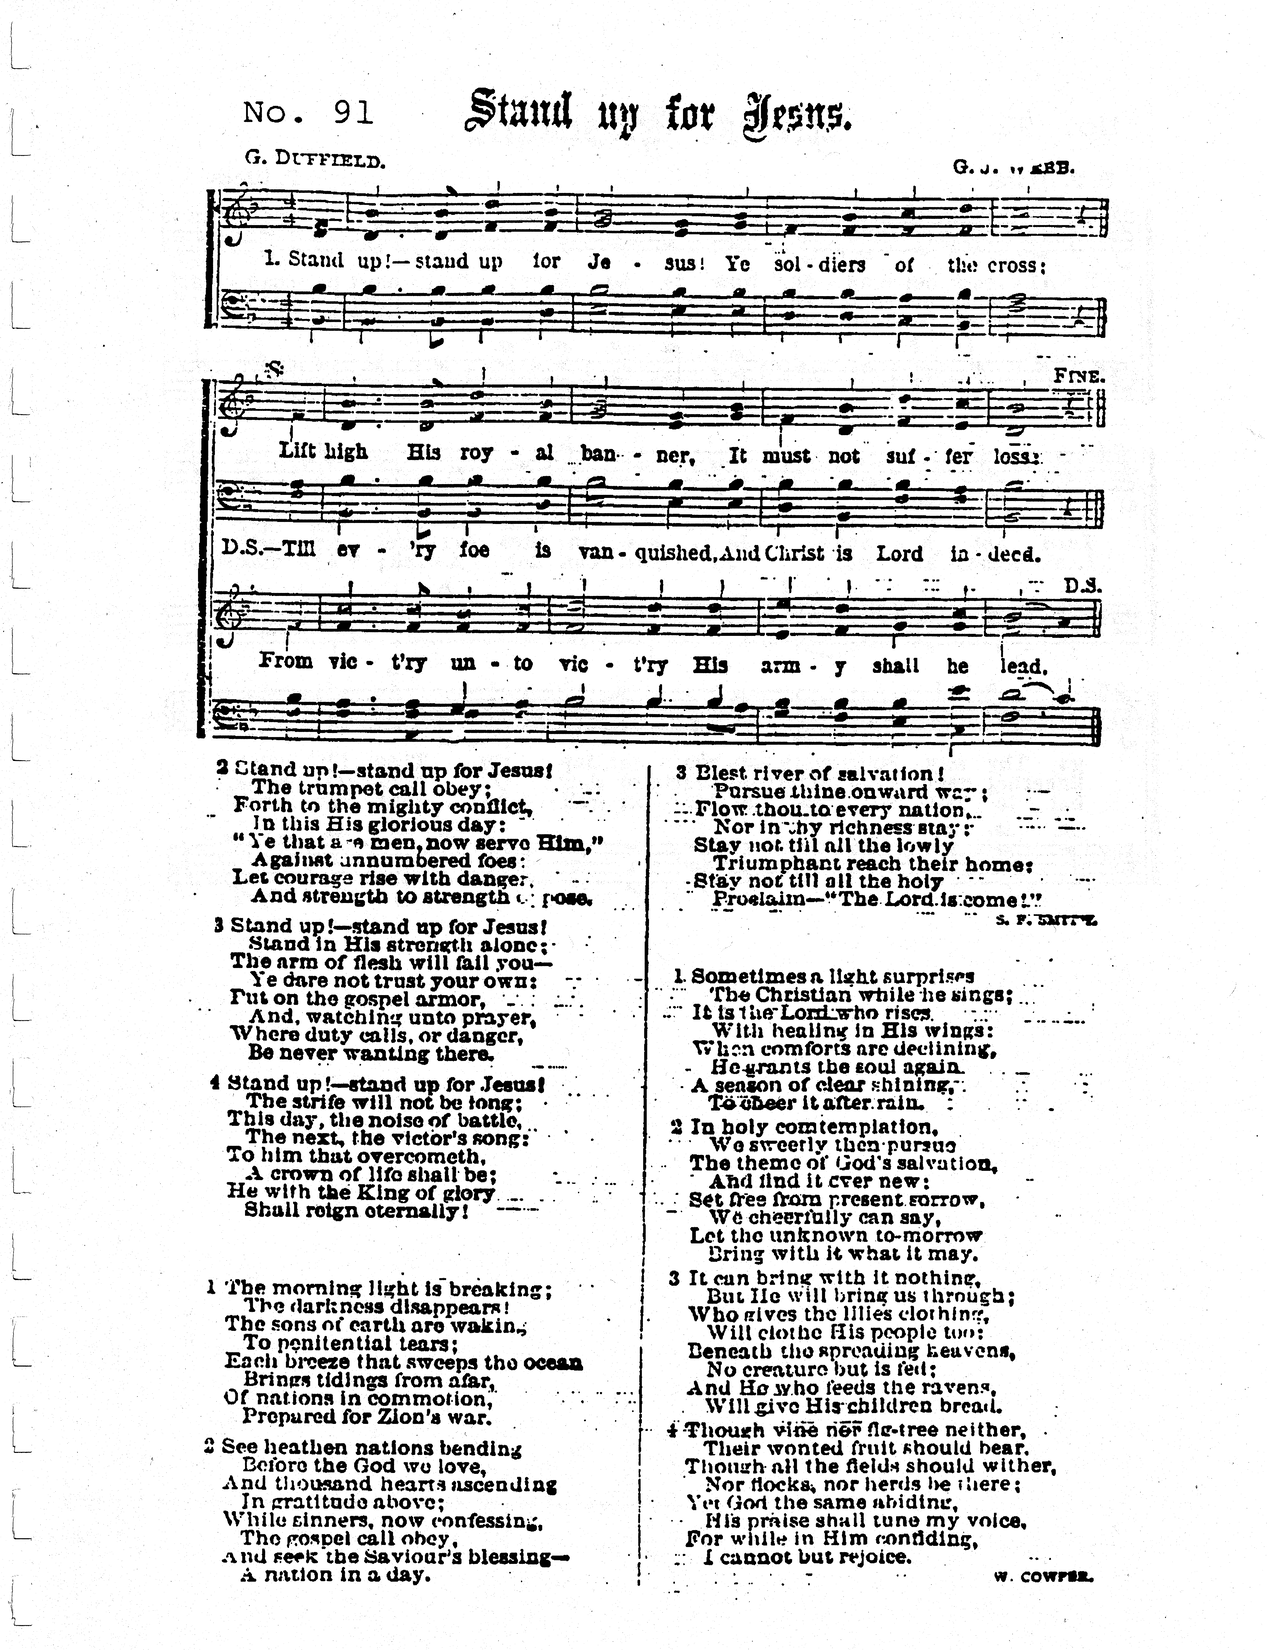 No. 91 Stand up for Jesus.
G. DUFFIELD. G. J. WEBB.
1. Stand up!—stand up for Je - sus! Ye sol - diers of the cross;
FINE.
Lift high His roy - al ban - ner, It must not suf - fer loss:
D.S.—Till ev - 'ry foe is van - quished, And Christ is Lord in - deed.
D.S.
From vic - t'ry un - to vic - t'ry His arm - y shall he lead,
2 Stand up!—stand up for Jesus!
The trumpet call obey;
Forth to the mighty conflict,
In this His glorious day:
"Ye that are men, now serve Him,"
Against unnumbered foes:
Let courage rise with danger,
And strength to strength oppose.
3 Stand up!—stand up for Jesus!
Stand in His strength alone;
The arm of flesh will fail you—
Ye dare not trust your own:
Put on the gospel armor,
And, watching unto prayer,
Where duty calls, or danger,
Be never wanting there.
4 Stand up!—stand up for Jesus!
The strife will not be long;
This day, the noise of battle,
The next, the victor's song:
To him that overcometh,
A crown of life shall be;
He with the King of glory
Shall reign eternally!
1 The morning light is breaking;
The darkness disappears!
The sons of earth are waking
To penitential tears;
Each breeze that sweeps the ocean
Brings tidings from afar,
Of nations in commotion,
Prepared for Zion's war.
2 See heathen nations bending
Before the God we love,
And thousand hearts ascending
In gratitude above;
While sinners, now confessing,
The gospel call obey,
And seek the Saviour's blessing—
A nation in a day.
3 Blest river of salvation!
Pursue thine onward way;
Flow thou to every nation,
Nor in thy richness stay:
Stay not till all the lowly
Triumphant reach their home:
Stay not till all the holy
Proclaim—"The Lord is come!"
S. F. SMITH.
1 Sometimes a light surprises
The Christian while he sings;
It is the Lord who rises
With healing in His wings:
When comforts are declining,
He grants the soul again
A season of clear shining,
To cheer it after rain.
2 In holy comtemplation,
We sweetly then pursue
The theme of God's salvation,
And find it ever new:
Set free from present sorrow,
We cheerfully can say,
Let the unknown to-morrow
Bring with it what it may.
3 It can bring with it nothing,
But He will bring us through;
Who gives the lilies clothing,
Will clothe His people too:
Beneath the spreading heavens,
No creature but is fed;
And He who feeds the ravens,
Will give His children bread.
4 Though vine nor fig-tree neither,
Their wonted fruit should bear.
Though all the fields should wither,
Nor flocks, nor herds be there;
Yet God the same abiding,
His praise shall tune my voice,
For while in Him confiding,
I cannot but rejoice.
W. COWPER.